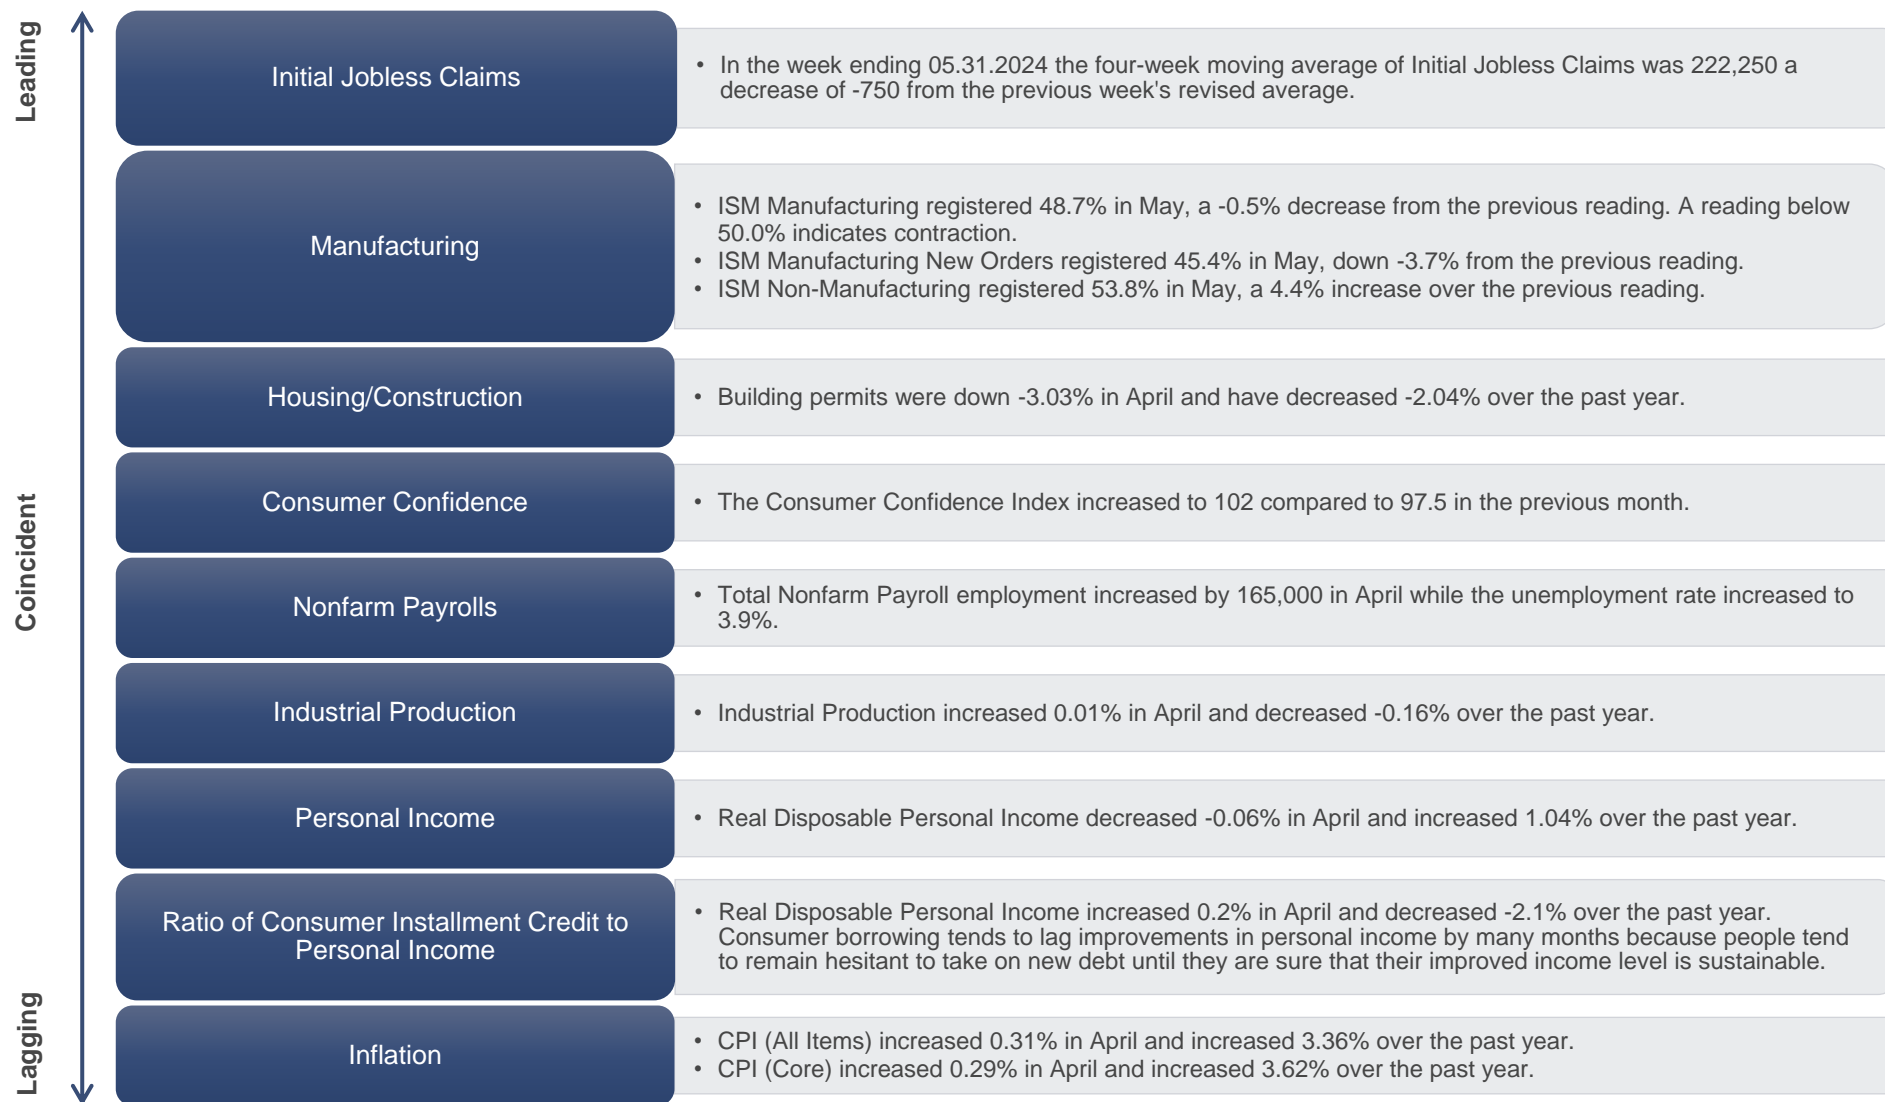 Leading
Initial Jobless Claims
• In the week ending 05.31.2024 the four-week moving average of Initial Jobless Claims was 222,250 a
decrease of -750 from the previous week's revised average.
Manufacturing
• ISM Manufacturing registered 48.7% in May, a -0.5% decrease from the previous reading. A reading below
50.0% indicates contraction.
• ISM Manufacturing New Orders registered 45.4% in May, down -3.7% from the previous reading.
• ISM Non-Manufacturing registered 53.8% in May, a 4.4% increase over the previous reading.
Housing/Construction
• Building permits were down -3.03% in April and have decreased -2.04% over the past year.
Coincident
Consumer Confidence
• The Consumer Confidence Index increased to 102 compared to 97.5 in the previous month.
Nonfarm Payrolls
• Total Nonfarm Payroll employment increased by 165,000 in April while the unemployment rate increased to
3.9%.
Industrial Production
• Industrial Production increased 0.01% in April and decreased -0.16% over the past year.
Personal Income
• Real Disposable Personal Income decreased -0.06% in April and increased 1.04% over the past year.
Ratio of Consumer Installment Credit to
Personal Income
• Real Disposable Personal Income increased 0.2% in April and decreased -2.1% over the past year.
Consumer borrowing tends to lag improvements in personal income by many months because people tend
to remain hesitant to take on new debt until they are sure that their improved income level is sustainable.
Lagging
Inflation
• CPI (All Items) increased 0.31% in April and increased 3.36% over the past year.
• CPI (Core) increased 0.29% in April and increased 3.62% over the past year.